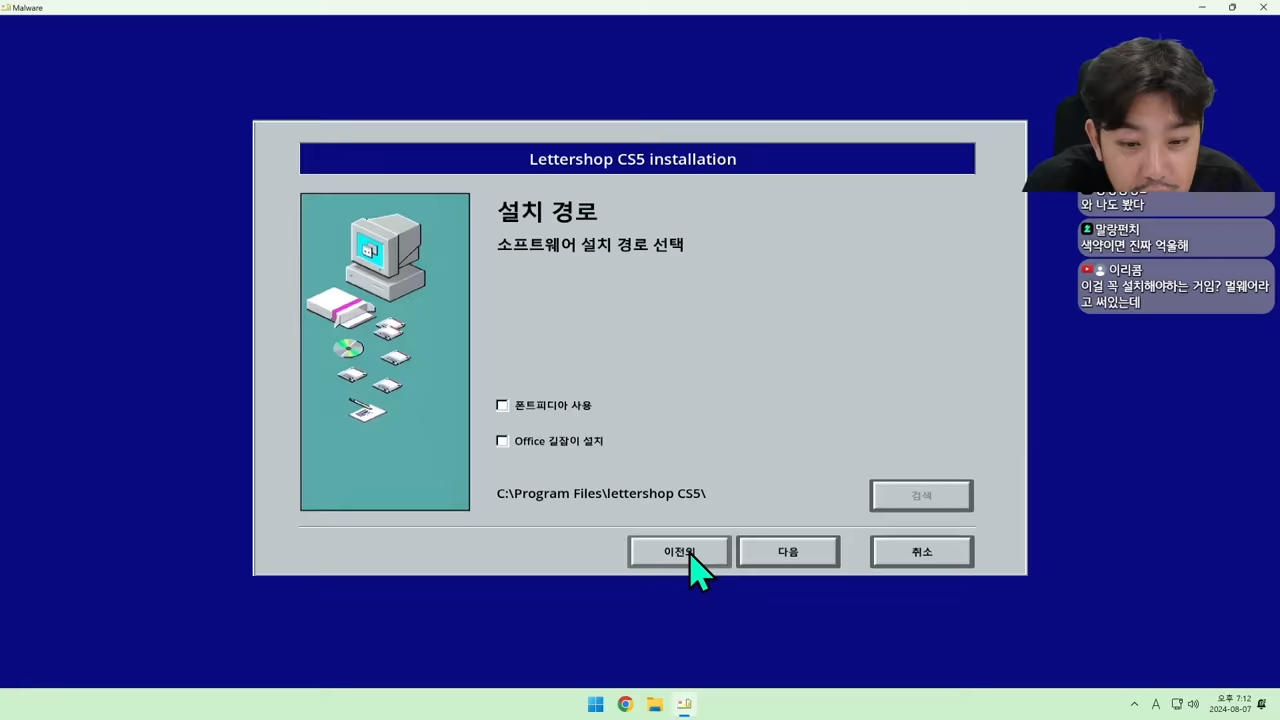 Malware
Lettershop CS5 installation
설치 경로
소프트웨어 설치 경로 선택
폰트피디아 사용
Office 길잡이 설치
C:\Program Files\lettershop CS5\
검색
이전의
다음
취소
와 나도 봤다
말랑펀치
색약이면 진짜 억울해
이리콤
이걸 꼭 설치해야하는 거임? 멀웨어라
고 써있는데
A
오후 7:12
2024-08-07